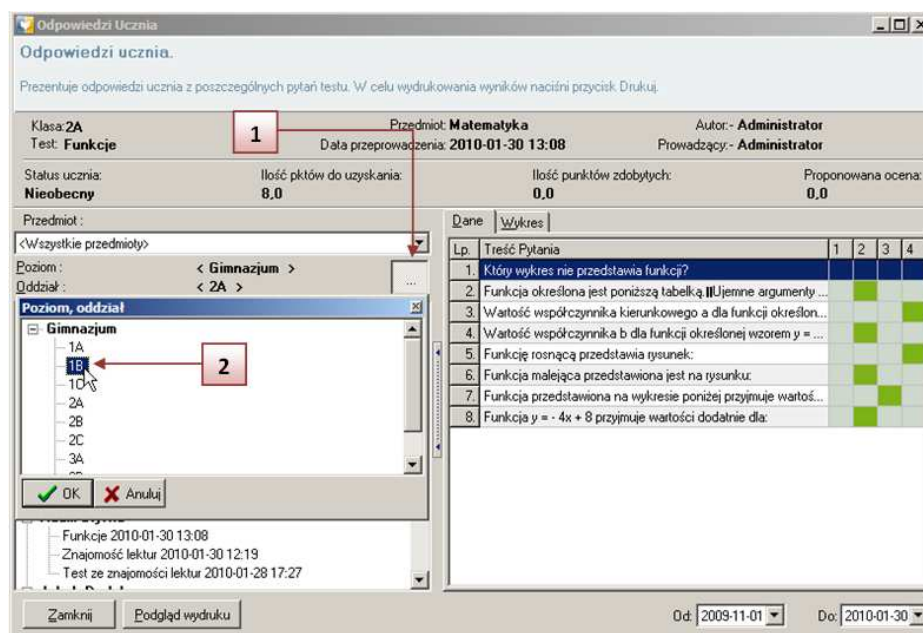 Odpowiedzi Ucznia
Odpowiedzi ucznia.
Prezentuje odpowiedzi ucznia z poszczególnych pytań testu. W celu wydrukowania wyników naciśni przycisk Drukuj.
Klasa: 2A Przedmiot: Matematyka Autor:- Administrator
Test: Funkcje Data przeprowadzenia: 2010-01-30 13:08 Prowadzący:- Administrator
1
Status ucznia: Ilość pktów do uzyskania: Ilość punktów zdobytych: Proponowana ocena:
Nieobecny 8,0 0,0 0,0
Przedmiot :
<Wszystkie przedmioty>
Poziom : < Gimnazjum >
Oddział : < 2A >
...
Poziom, oddział
Gimnazjum
1A
1B
1C
2A
2B
2C
3A
2
OK Anuluj
Funkcje 2010-01-30 13:08
Znajomość lektur 2010-01-30 12:19
Test ze znajomości lektur 2010-01-28 17:27
Dane Wykres
Lp. Treść Pytania 1 2 3 4
1. Który wykres nie przedstawia funkcji?
2. Funkcja określona jest poniższą tabelką.||Ujemne argumenty ...
3. Wartość współczynnika kierunkowego a dla funkcji określon...
4. Wartość współczynnika b dla funkcji określonej wzorem y = ...
5. Funkcję rosnącą przedstawia rysunek:
6. Funkcja malejąca przedstawiona jest na rysunku:
7. Funkcja przedstawiona na wykresie poniżej przyjmuje wartoś...
8. Funkcja y = - 4x + 8 przyjmuje wartości dodatnie dla:
Zamknij Podgląd wydruku Od: 2009-11-01 Do: 2010-01-30